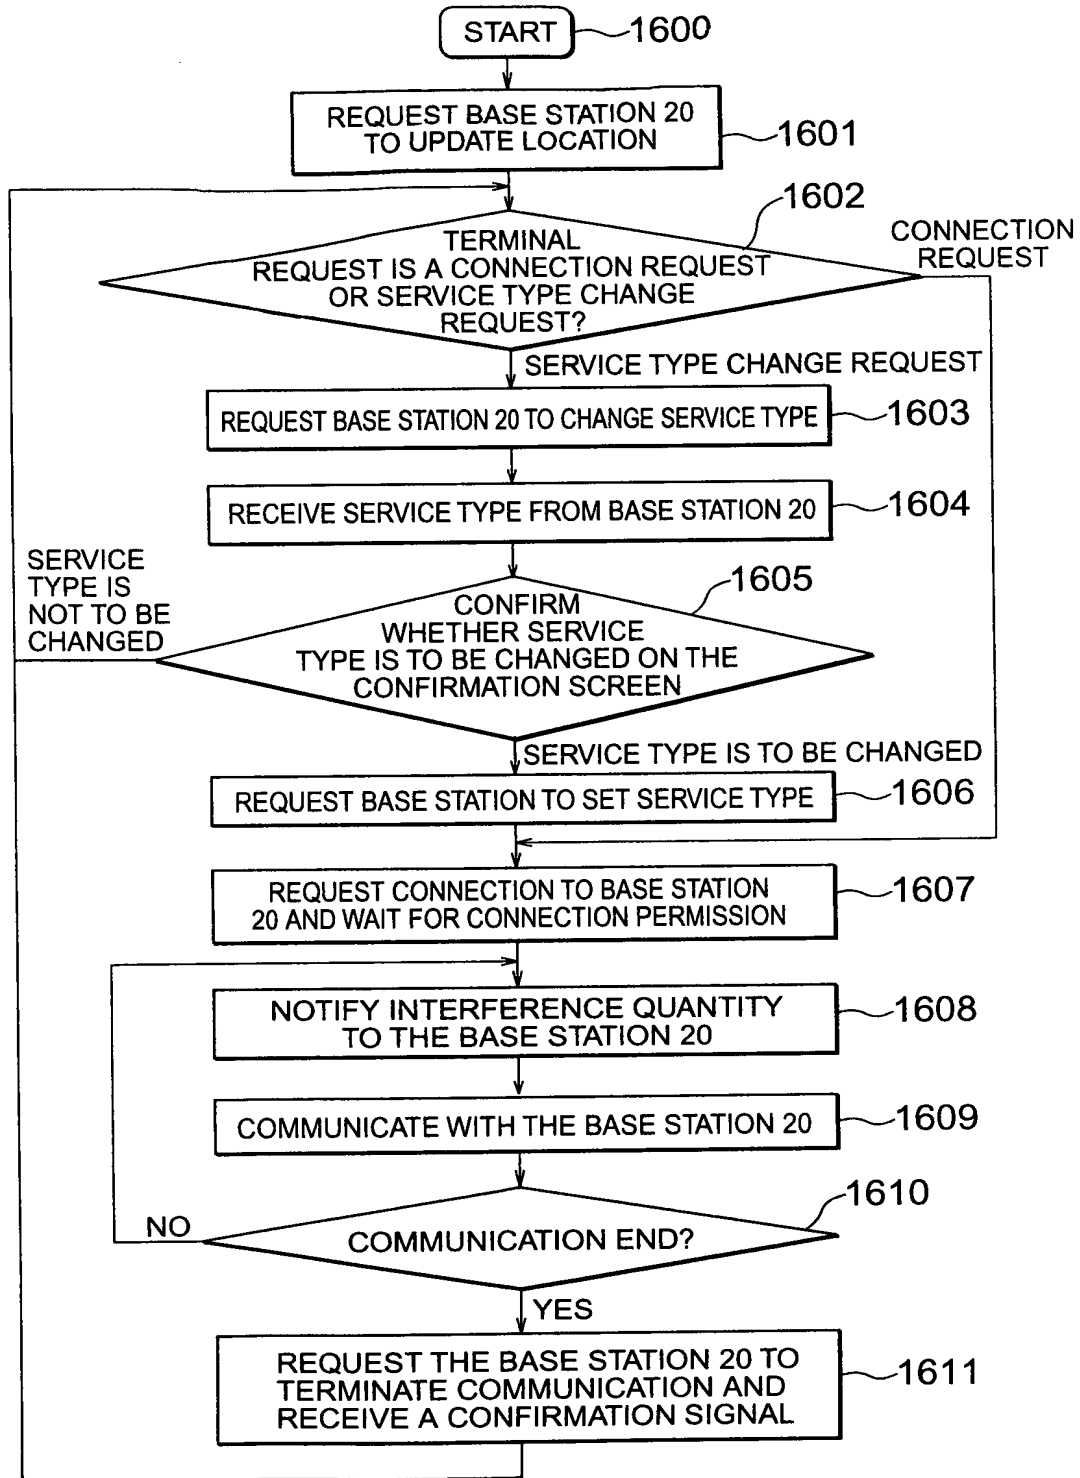 START
1600
REQUEST BASE STATION 20
TO UPDATE LOCATION
1601
1602
TERMINAL
REQUEST IS A CONNECTION REQUEST
OR SERVICE TYPE CHANGE
REQUEST?
CONNECTION
REQUEST
SERVICE TYPE CHANGE REQUEST
REQUEST BASE STATION 20 TO CHANGE SERVICE TYPE
1603
RECEIVE SERVICE TYPE FROM BASE STATION 20
1604
SERVICE
TYPE IS
NOT TO BE
CHANGED
1605
CONFIRM
WHETHER SERVICE
TYPE IS TO BE CHANGED ON THE
CONFIRMATION SCREEN
SERVICE TYPE IS TO BE CHANGED
REQUEST BASE STATION TO SET SERVICE TYPE
1606
REQUEST CONNECTION TO BASE STATION
20 AND WAIT FOR CONNECTION PERMISSION
1607
NOTIFY INTERFERENCE QUANTITY
TO THE BASE STATION 20
1608
COMMUNICATE WITH THE BASE STATION 20
1609
1610
NO
COMMUNICATION END?
YES
REQUEST THE BASE STATION 20 TO
TERMINATE COMMUNICATION AND
RECEIVE A CONFIRMATION SIGNAL
1611